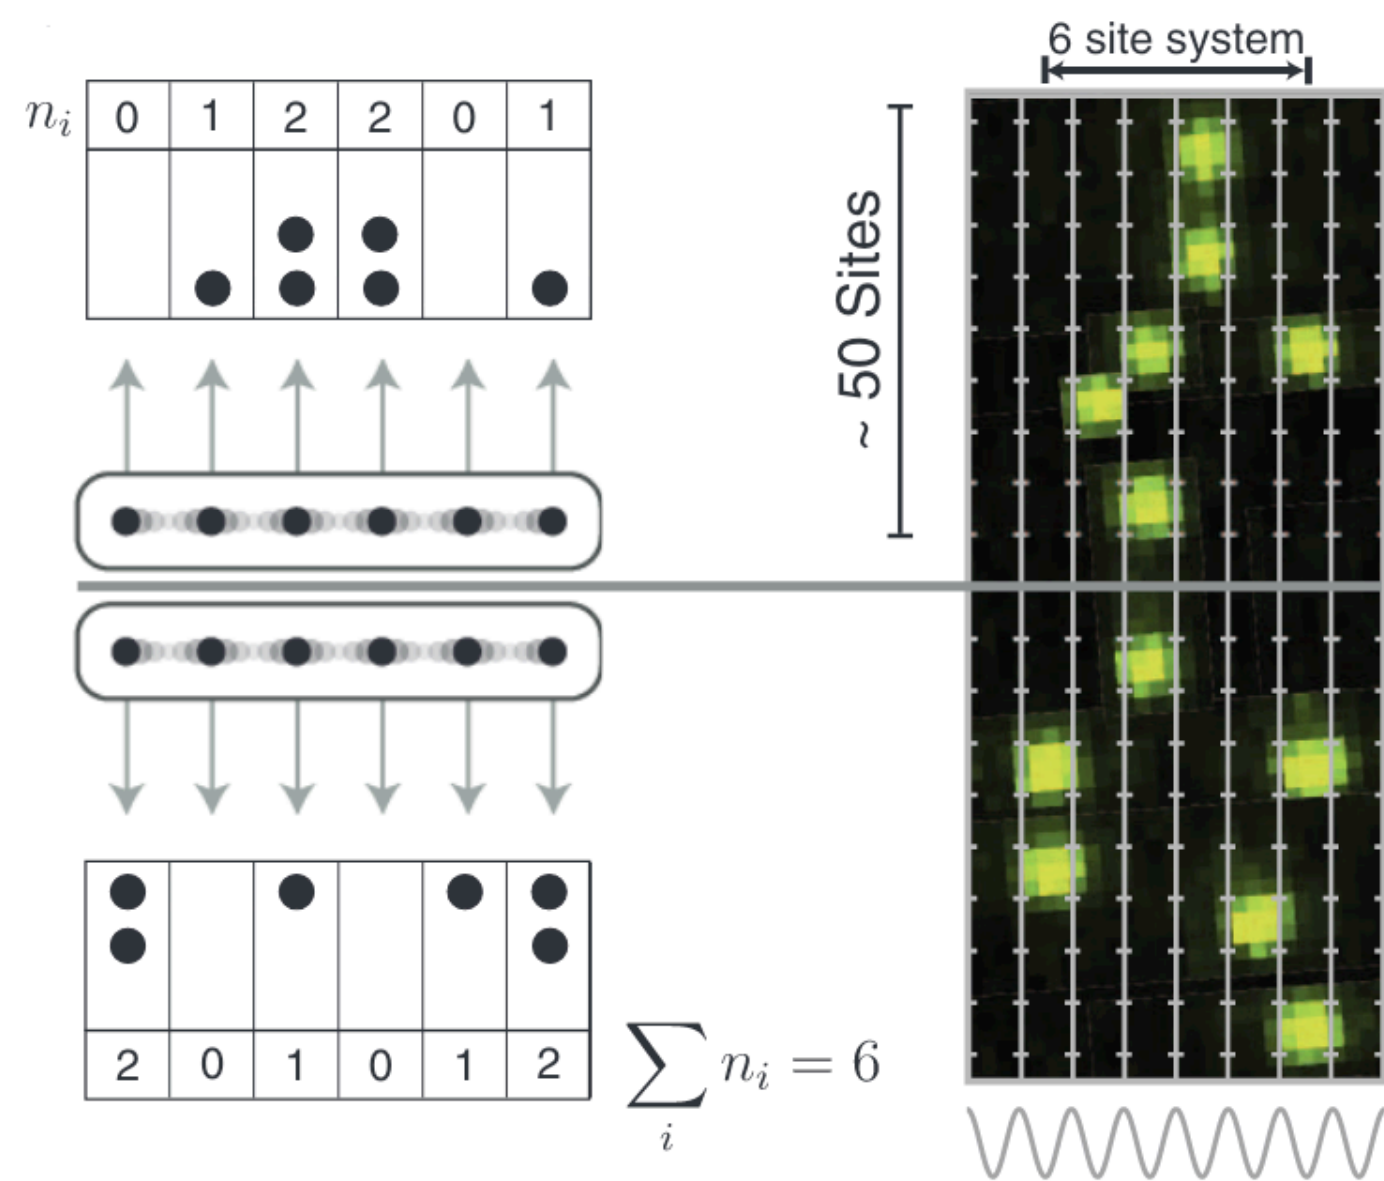 6 site system
n_i 0 1 2 2 0 1
~ 50 Sites
2 0 1 0 1 2
∑_i n_i = 6